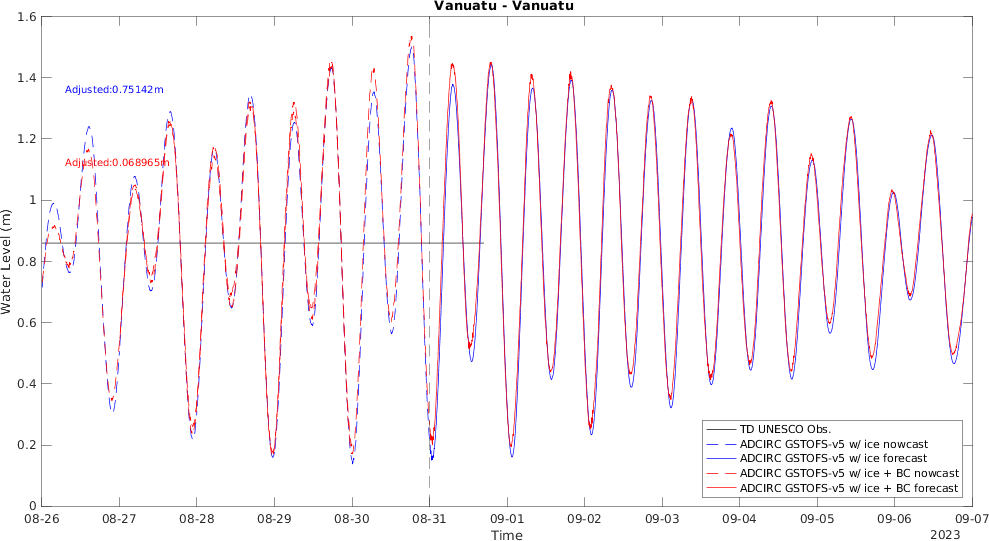 Vanuatu - Vanuatu
1.6
1.4
1.2
1
0.8
0.6
0.4
0.2
0
Water Level (m)
Adjusted:0.75142m
Adjusted:0.068965m
TD UNESCO Obs.
ADCIRC GSTOFS-v5 w/ ice nowcast
ADCIRC GSTOFS-v5 w/ ice forecast
ADCIRC GSTOFS-v5 w/ ice + BC nowcast
ADCIRC GSTOFS-v5 w/ ice + BC forecast
08-26 08-27 08-28 08-29 08-30 08-31 09-01 09-02 09-03 09-04 09-05 09-06 09-07
Time
2023